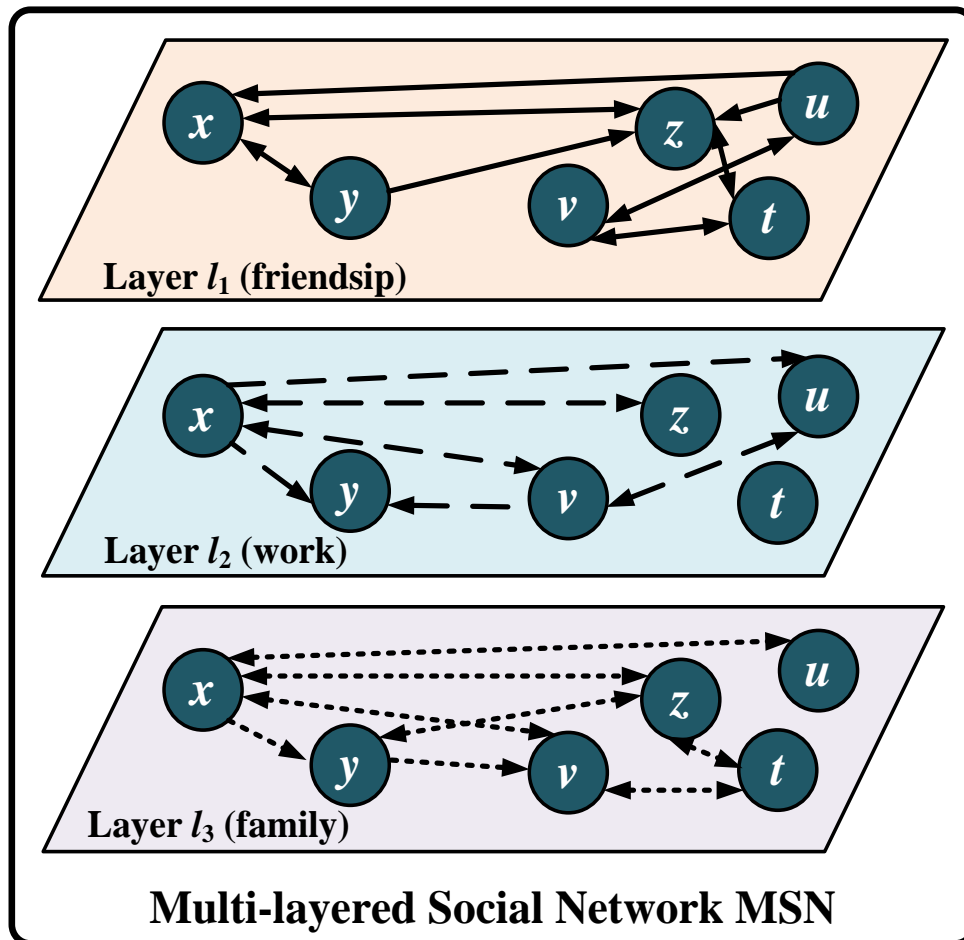 x z u
y v t
Layer l₁ (friendsip)
x z u
y v t
Layer l₂ (work)
x z u
y v t
Layer l₃ (family)
Multi-layered Social Network MSN